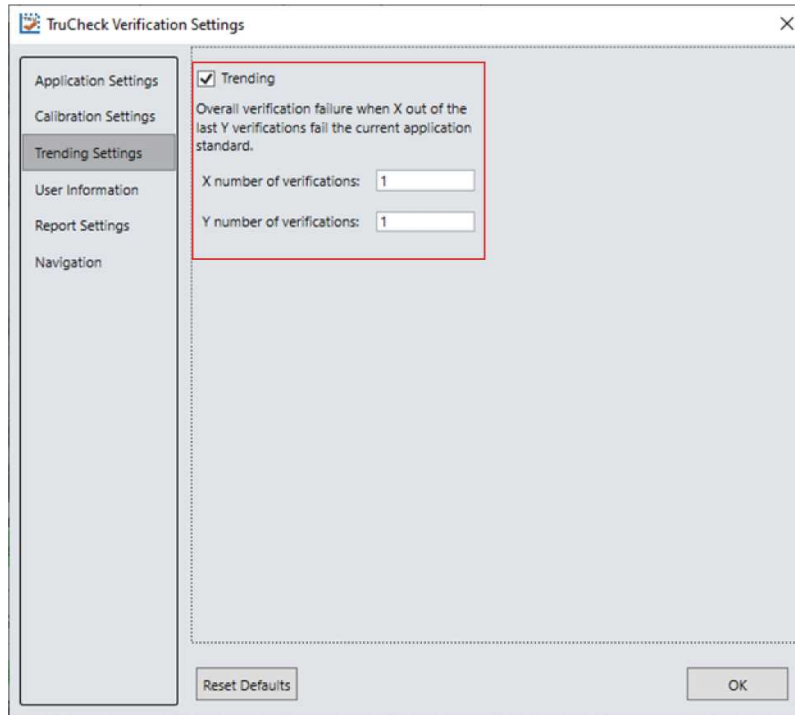 TruCheck Verification Settings
Application Settings
Calibration Settings
Trending Settings
User Information
Report Settings
Navigation
Trending
Overall verification failure when X out of the
last Y verifications fail the current application
standard.
X number of verifications: 1
Y number of verifications: 1
Reset Defaults
OK